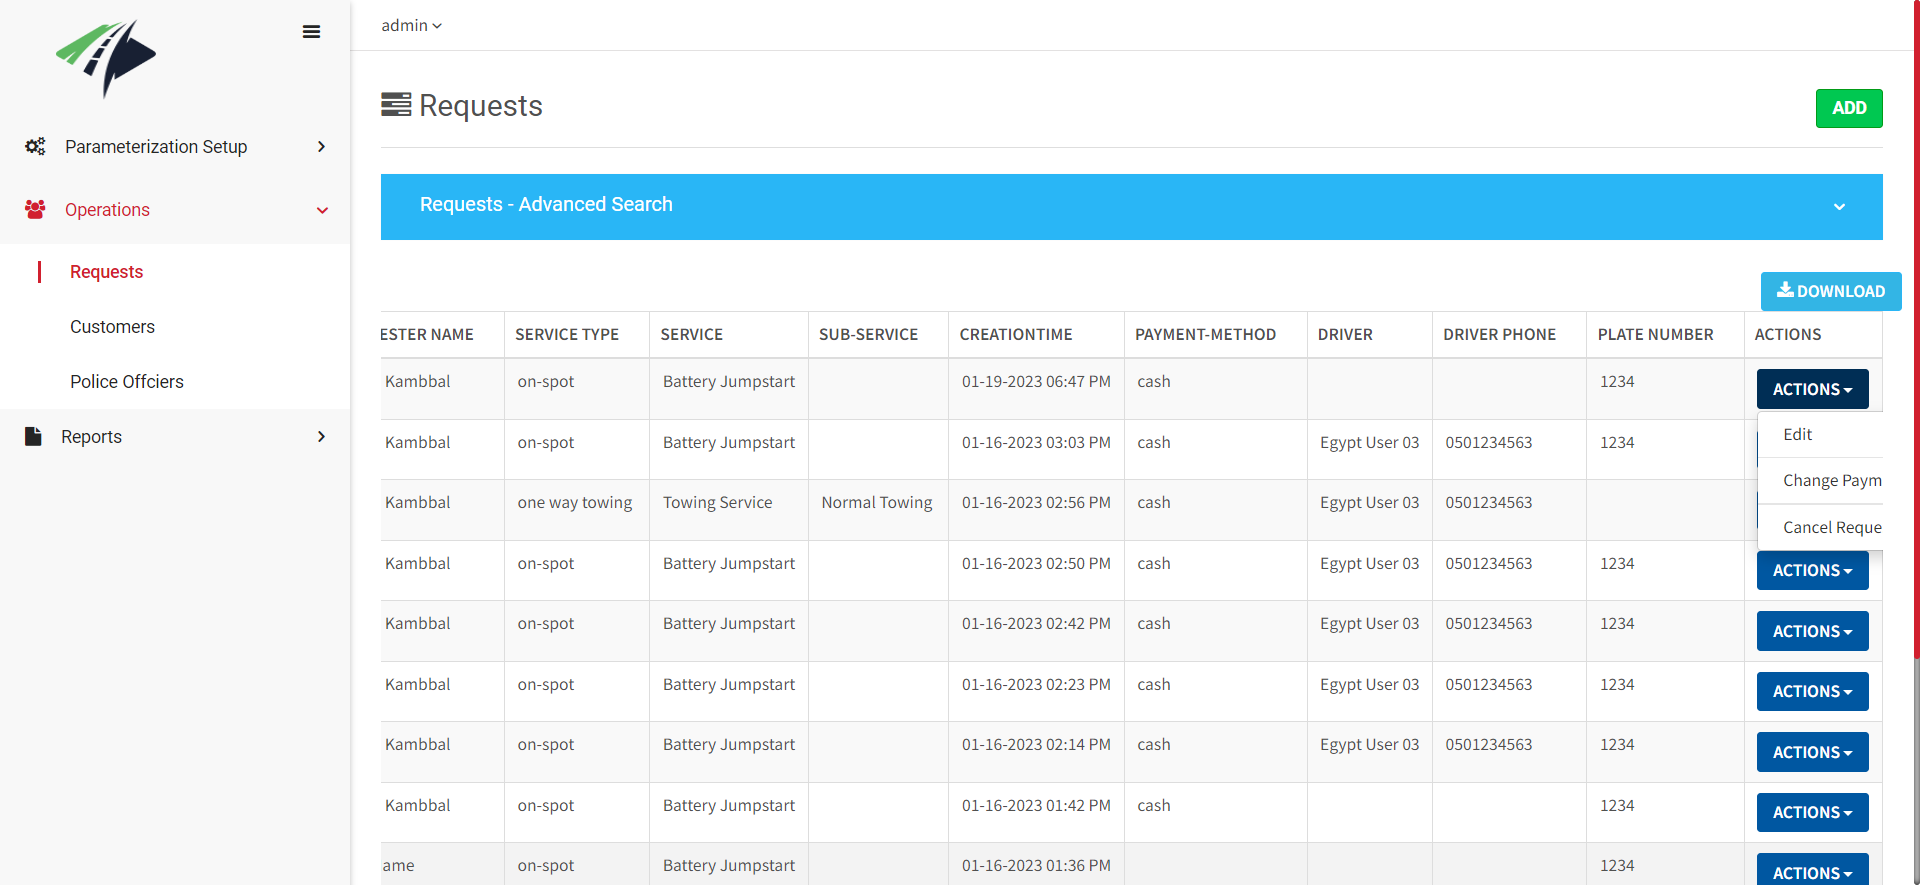 admin
Requests
ADD
Parameterization Setup
Operations
Requests
Customers
Police Offciers
Reports
Requests - Advanced Search
DOWNLOAD
ESTER NAME SERVICE TYPE SERVICE SUB-SERVICE CREATIONTIME PAYMENT-METHOD DRIVER DRIVER PHONE PLATE NUMBER ACTIONS
Kambbal on-spot Battery Jumpstart 01-19-2023 06:47 PM cash 1234 ACTIONS
Edit
Change Paym
Cancel Reque
Kambbal on-spot Battery Jumpstart 01-16-2023 03:03 PM cash Egypt User 03 0501234563 1234
Kambbal one way towing Towing Service Normal Towing 01-16-2023 02:56 PM cash Egypt User 03 0501234563
Kambbal on-spot Battery Jumpstart 01-16-2023 02:50 PM cash Egypt User 03 0501234563 1234 ACTIONS
Kambbal on-spot Battery Jumpstart 01-16-2023 02:42 PM cash Egypt User 03 0501234563 1234 ACTIONS
Kambbal on-spot Battery Jumpstart 01-16-2023 02:23 PM cash Egypt User 03 0501234563 1234 ACTIONS
Kambbal on-spot Battery Jumpstart 01-16-2023 02:14 PM cash Egypt User 03 0501234563 1234 ACTIONS
Kambbal on-spot Battery Jumpstart 01-16-2023 01:42 PM cash 1234 ACTIONS
ame on-spot Battery Jumpstart 01-16-2023 01:36 PM 1234 ACTIONS